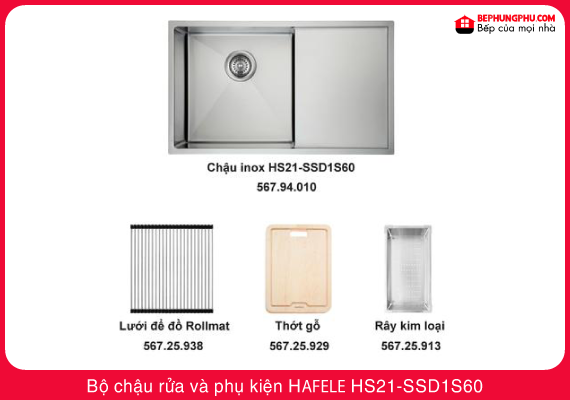 BEPHUNGPHU.COM
Bếp của mọi nhà
Chậu inox HS21-SSD1S60
567.94.010
Lưới để đồ Rollmat
567.25.938
Thớt gỗ
567.25.929
Rây kim loại
567.25.913
Bộ chậu rửa và phụ kiện HAFELE HS21-SSD1S60